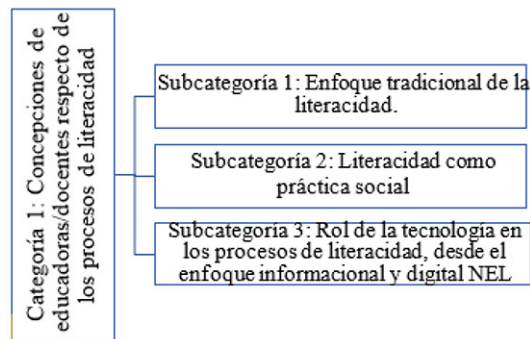 Categoría 1: Concepciones de
educadoras/docentes respecto de
los procesos de literacidad
Subcategoría 1: Enfoque tradicional de la
literacidad.
Subcategoría 2: Literacidad como
práctica social
Subcategoría 3: Rol de la tecnología en
los procesos de literacidad, desde el
enfoque informacional y digital NEL